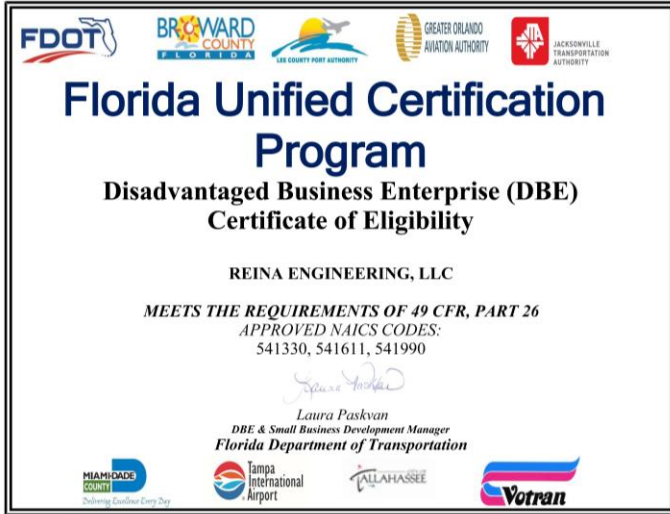 FDOT
BROWARD
COUNTY
FLORIDA
LEE COUNTY PORT AUTHORITY
GREATER ORLANDO
AVIATION AUTHORITY
JACKSONVILLE
TRANSPORTATION
AUTHORITY
Florida Unified Certification
Program
Disadvantaged Business Enterprise (DBE)
Certificate of Eligibility
REINA ENGINEERING, LLC
MEETS THE REQUIREMENTS OF 49 CFR, PART 26
APPROVED NAICS CODES:
541330, 541611, 541990
Laura Paskvan
DBE & Small Business Development Manager
Florida Department of Transportation
MIAMI-DADE
COUNTY
Delivering Excellence Every Day
Tampa
International
Airport
TALLAHASSEE
Votran